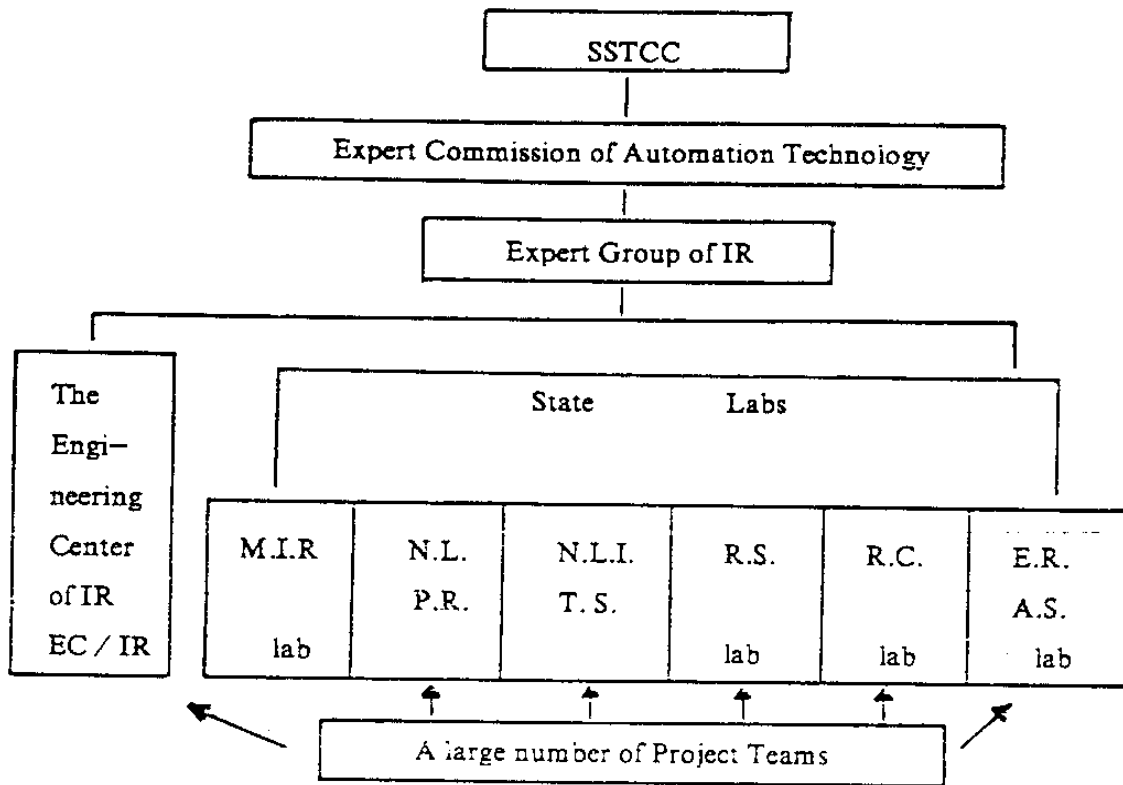 SSTCC
Expert Commission of Automation Technoiogy
Expert Group of IR
The
Engi—
neering
Center
of IR
EC / IR
State Labs
M.I.R
lab
N.L.
P.R.
N.L.I.
T. S.
R.S.
lab
R.C.
lab
E.R.
A.S.
lab
A large number of Project Teams